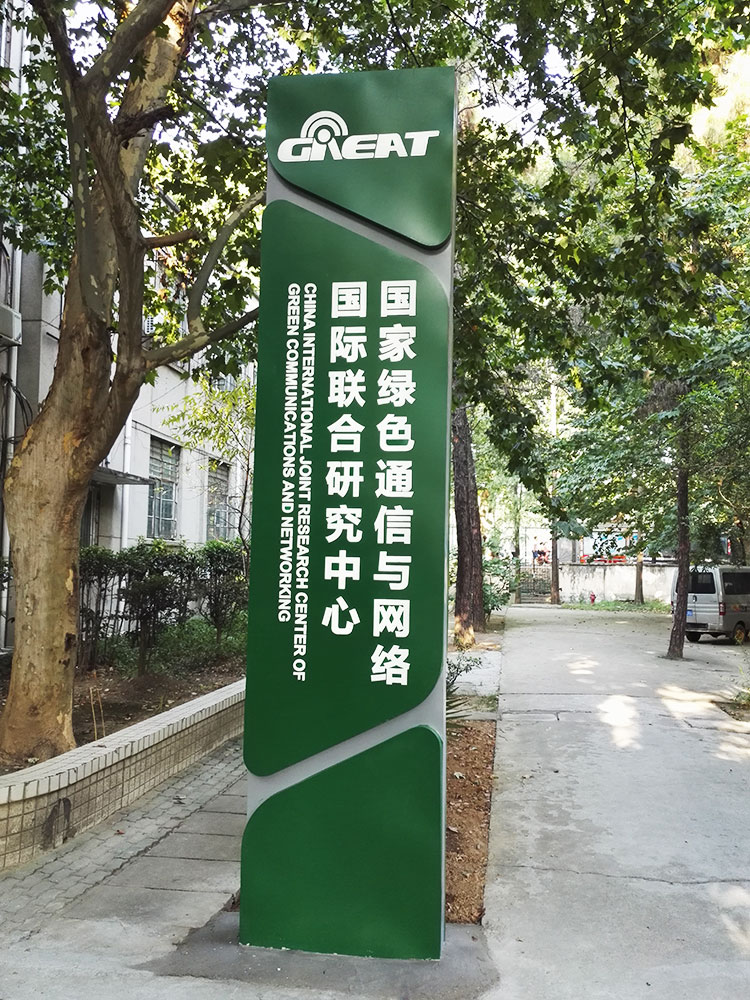 GREAT
国家绿色通信与网络
国际联合研究中心
CHINA INTERNATIONAL JOINT RESEARCH CENTER OF
GREEN COMMUNICATIONS AND NETWORKING